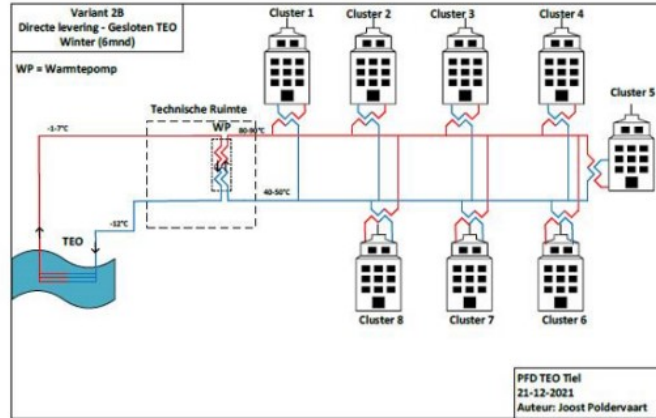 Variant 2B
Directe levering - Gesloten TEO
Winter (6mnd)
WP = Warmtepomp
Cluster 1
Cluster 2
Cluster 3
Cluster 4
Cluster 5
Technische Ruimte
WP
-1-7°C
80-90°C
40-50°C
-12°C
TEO
Cluster 8
Cluster 7
Cluster 6
PFD TEO Tiel
21-12-2021
Auteur: Joost Poldervaart